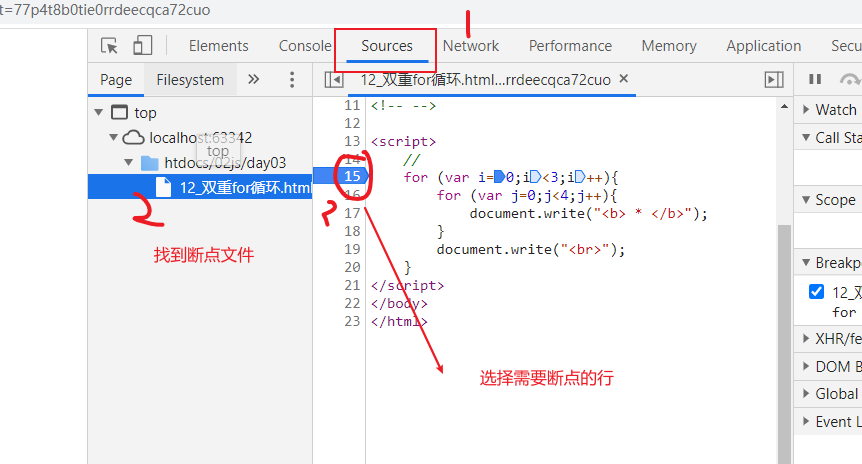 t=77p4t8b0tie0rrdeecqca72cuo
1
Elements Console Sources Network Performance Memory Application Secu
Page Filesystem
12_双重for循环.html...rrdeecqca72cuo ×
top
localhost:63342
top
htdocs/02js/day03
12_双重for循环.html
2
找到断点文件
11 <!-- -->
12
13 <script>
14 //
15 for (var i=0;i<3;i++){
16 for (var j=0;j<4;j++){
17 document.write("<b> * </b>");
18 }
19 document.write("<br>");
20 }
21 </script>
22 </body>
23 </html>
选择需要断点的行
Watch
Call Sta
Scope
Breakpo
12_双
for
XHR/fe
DOM B
Global
Event L